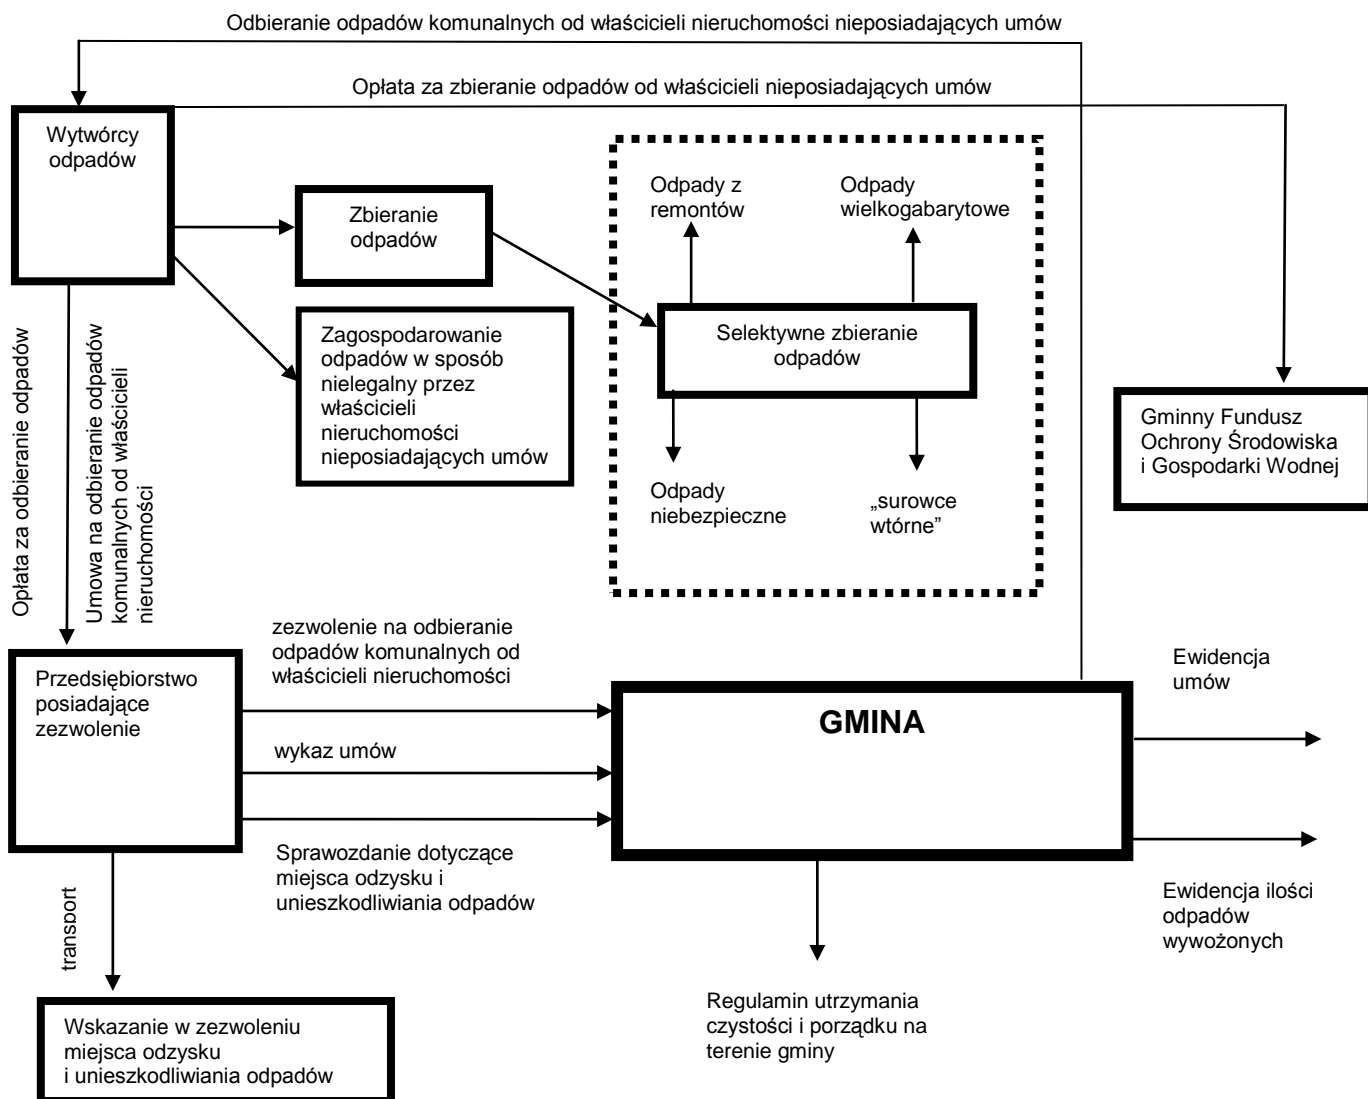 Odbieranie odpadów komunalnych od właścicieli nieruchomości nieposiadających umów
Opłata za zbieranie odpadów od właścicieli nieposiadających umów
Wytwórcy
odpadów
Zbieranie
odpadów
Zagospodarowanie
odpadów w sposób
nielegalny przez
właścicieli
nieruchomości
nieposiadających umów
Odpady z
remontów
Odpady
wielkogabarytowe
Selektywne zbieranie
odpadów
Odpady
niebezpieczne
„surowce
wtórne”
Gminny Fundusz
Ochrony Środowiska
i Gospodarki Wodnej
Opłata za odbieranie odpadów
Umowa na odbieranie odpadów
komunalnych od właścicieli
nieruchomości
Przedsiębiorstwo
posiadające
zezwolenie
zezwolenie na odbieranie
odpadów komunalnych od
właścicieli nieruchomości
wykaz umów
Sprawozdanie dotyczące
miejsca odzysku i
unieszkodliwiania odpadów
GMINA
Ewidencja
umów
Ewidencja ilości
odpadów
wywożonych
transport
Wskazanie w zezwoleniu
miejsca odzysku
i unieszkodliwiania odpadów
Regulamin utrzymania
czystości i porządku na
terenie gminy